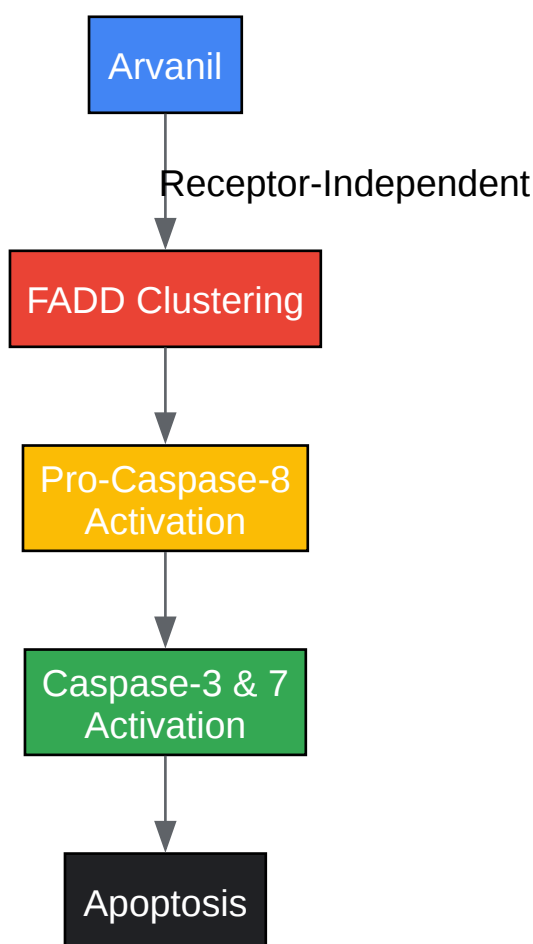 Arvanil
Receptor-Independent
FADD Clustering
Pro-Caspase-8
Activation
Caspase-3 & 7
Activation
Apoptosis